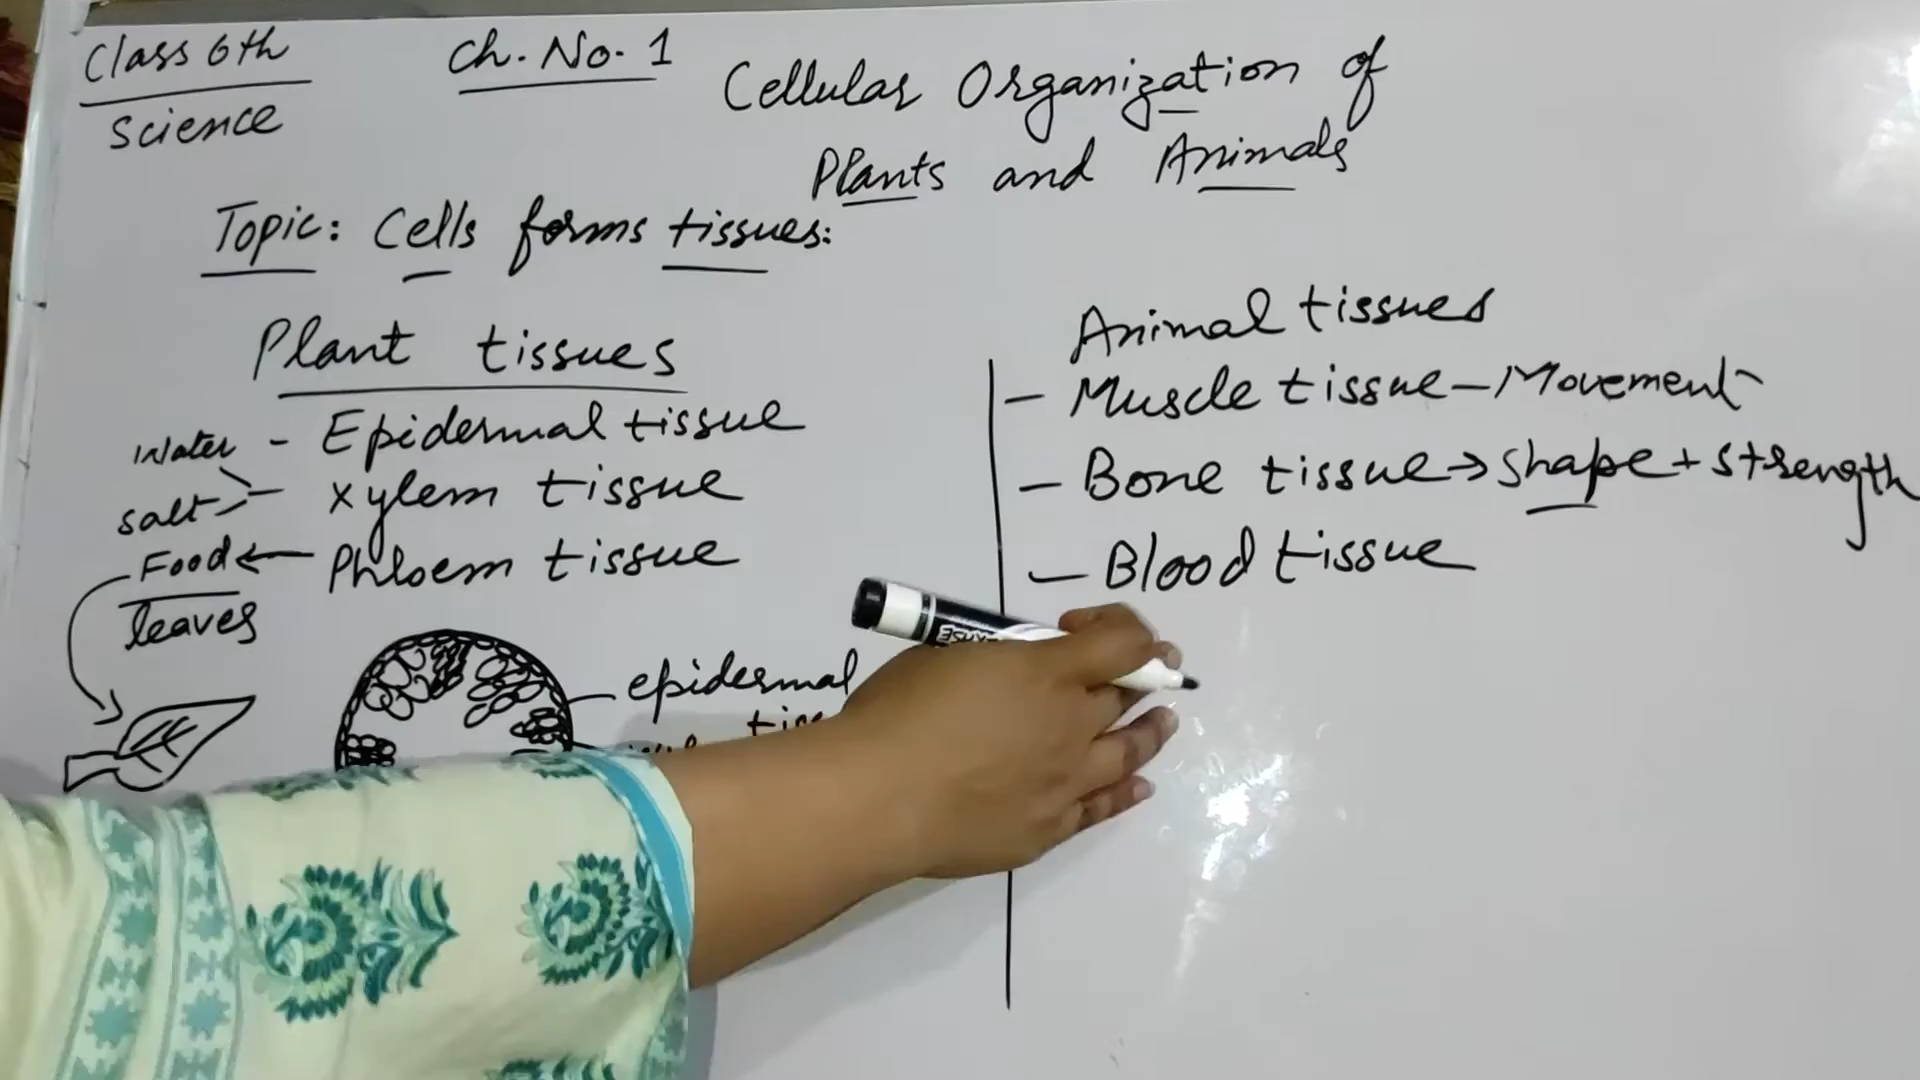 Class 6th
Science
Ch. No. 1
Cellular Organization of
Plants and Animals
Topic: Cells forms tissues:
Plant tissues
- Epidermal tissue
Water
salt
- Xylem tissue
Food ← Phloem tissue
leaves
epidermal
Animal tissues
- Muscle tissue - Movement
- Bone tissue → shape + strength
- Blood tissue